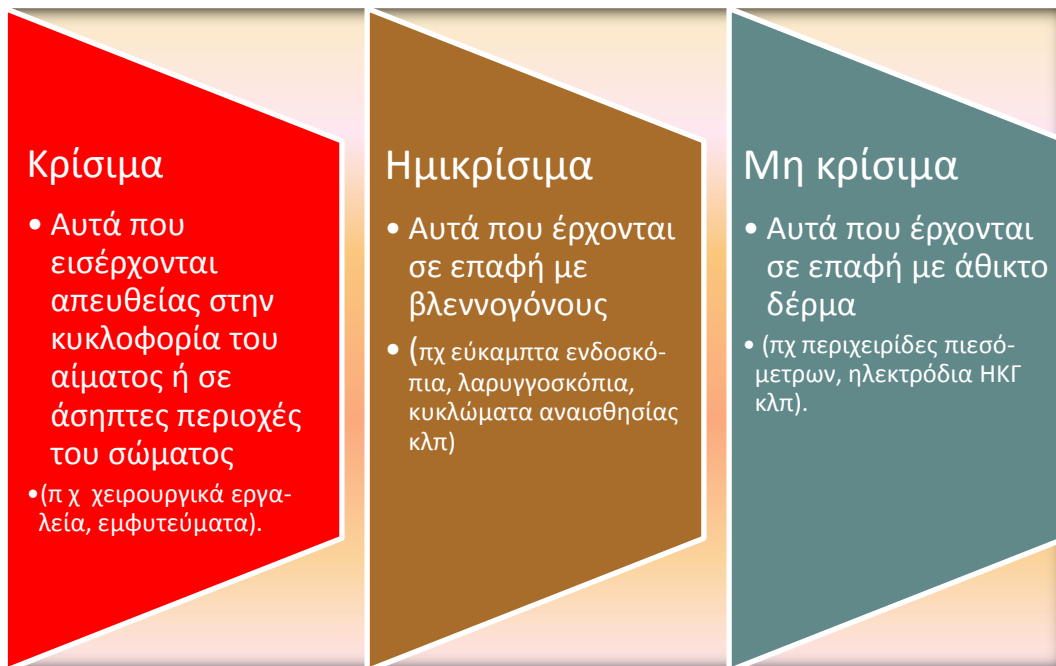 Κρίσιμα
• Αυτά που
εισέρχονται
απευθείας στην
κυκλοφορία του
αίματος ή σε
άσηπτες περιοχές
του σώματος
•(π χ χειρουργικά εργα-
λεία, εμφυτεύματα).
Ημικρίσιμα
• Αυτά που έρχονται
σε επαφή με
βλεννογόνους
• (πχ εύκαμπτα ενδοσκό-
πια, λαρυγγοσκόπια,
κυκλώματα αναισθησίας
κλπ)
Μη κρίσιμα
• Αυτά που έρχονται
σε επαφή με άθικτο
δέρμα
• (πχ περιχειρίδες πιεσό-
μετρων, ηλεκτρόδια ΗΚΓ
κλπ).